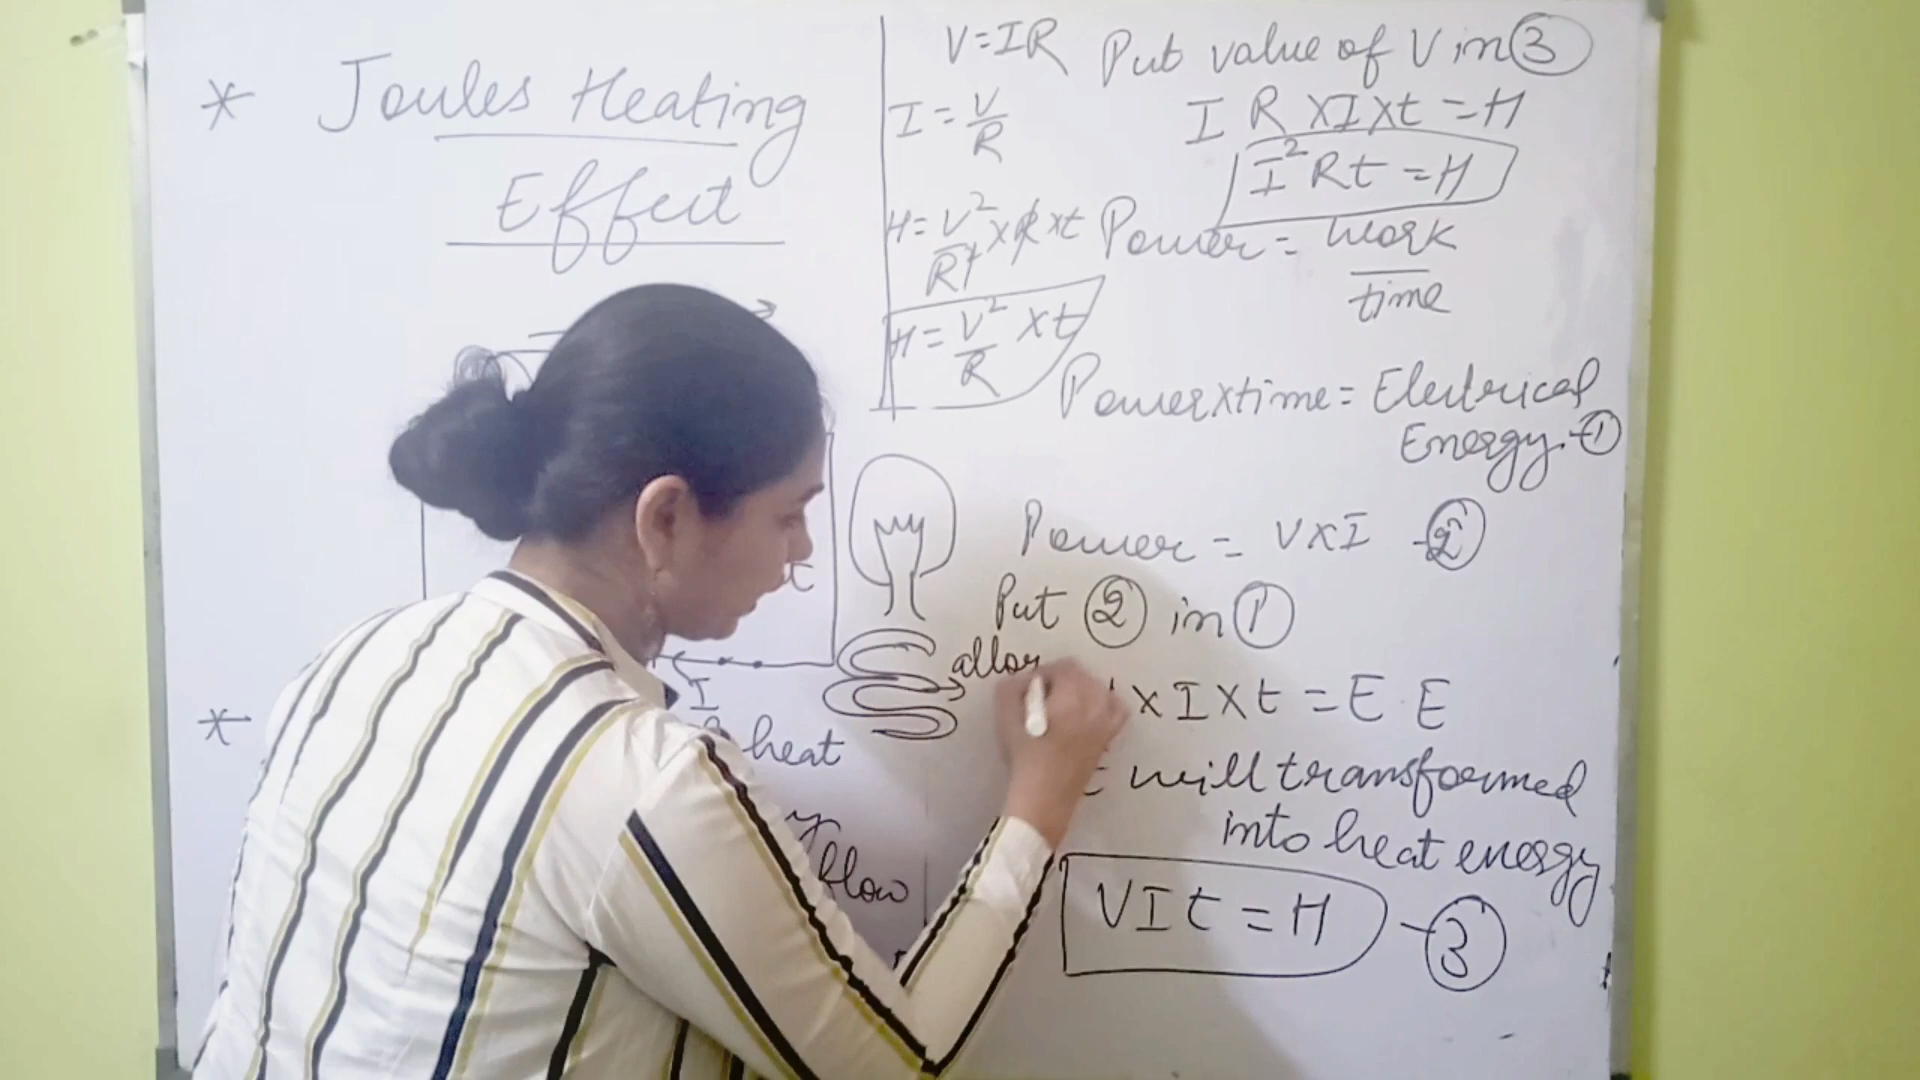 * Joules Heating
Effect
V=IR
I = V/R
H = V²/R² x R x t
H = V²/R x t
Put value of V in ③
I R x I x t = H
I²Rt = H
Power = work/time
Power x time = Electrical
Energy. - ①
Power = V x I - ②
Put ② in ①
x I x t = E E
will transformed
into heat energy
VIt = H - ③
I
*
heat
flow